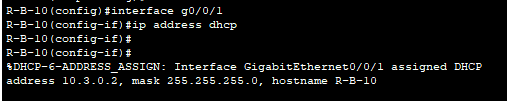 R-B-10(config)#interface g0/0/1
R-B-10(config-if)#ip address dhcp
R-B-10(config-if)#
R-B-10(config-if)#
%DHCP-6-ADDRESS_ASSIGN: Interface GigabitEthernet0/0/1 assigned DHCP
address 10.3.0.2, mask 255.255.255.0, hostname R-B-10